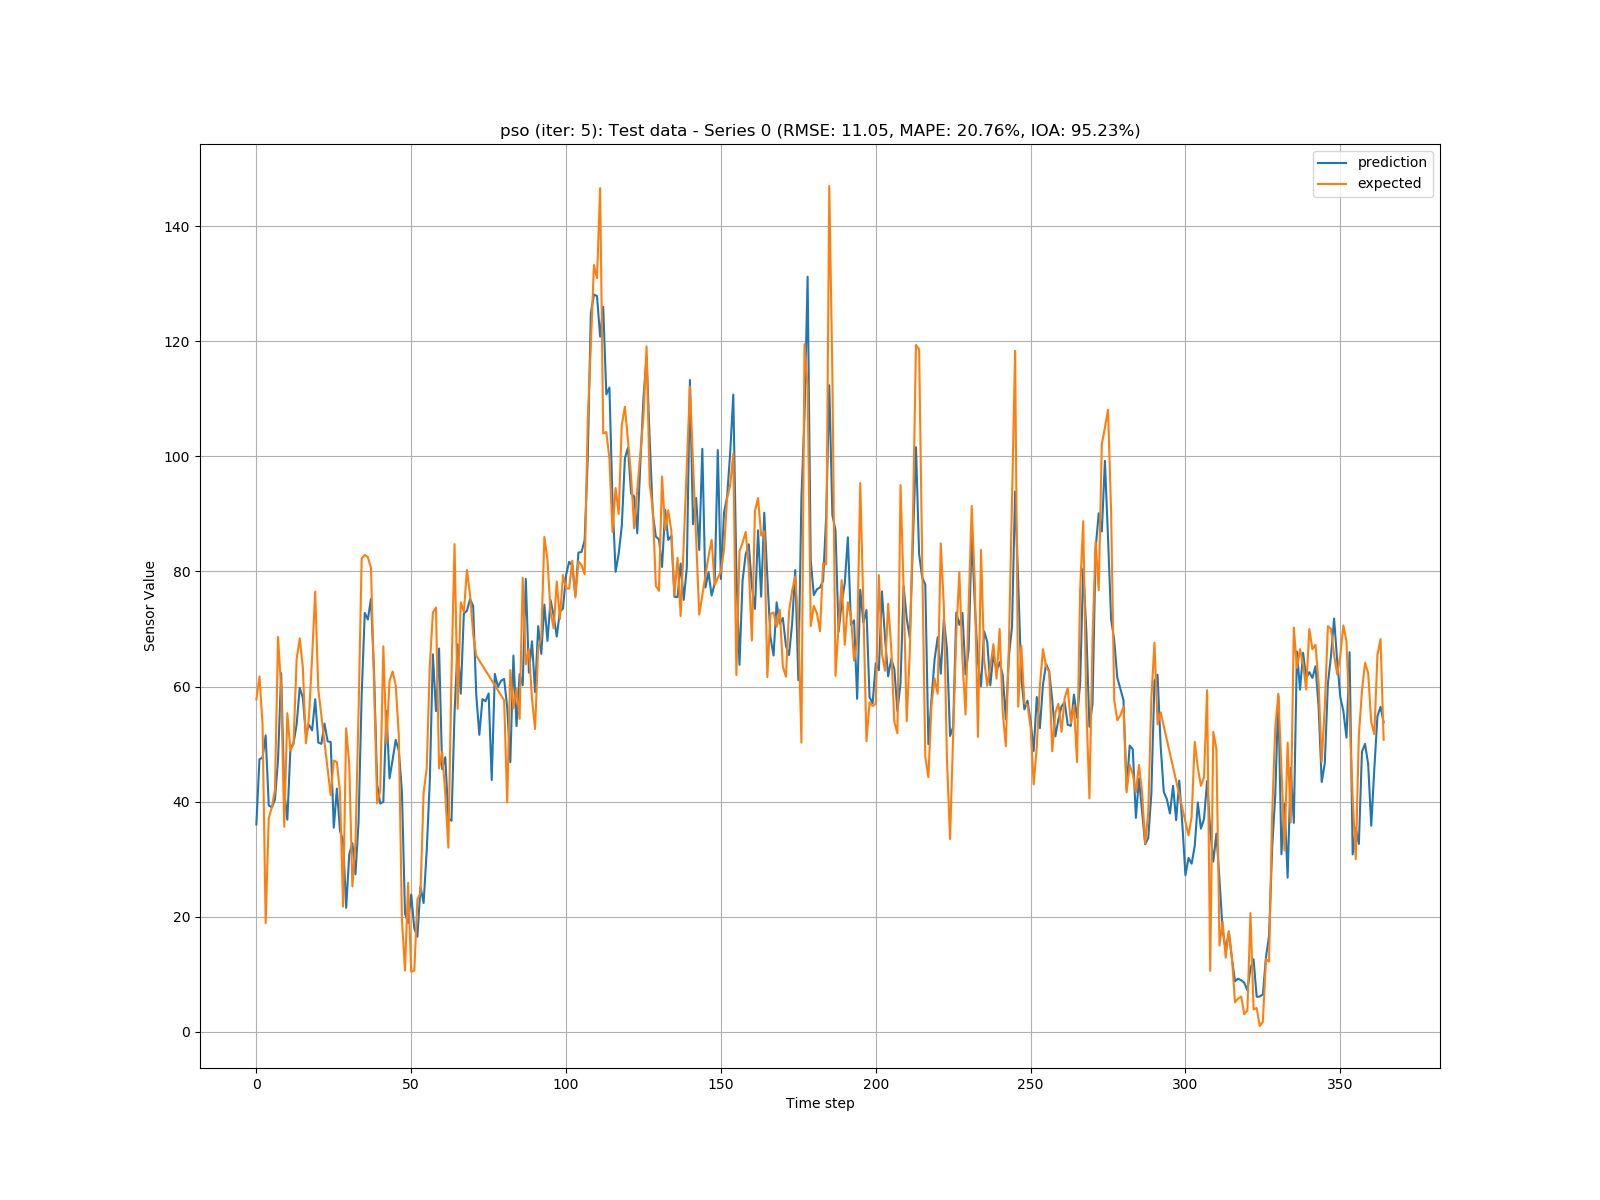 pso (iter: 5): Test data - Series 0 (RMSE: 11.05, MAPE: 20.76%, IOA: 95.23%)
prediction
expected
140
120
100
80
60
40
20
0
Sensor Value
0 50 100 150 200 250 300 350
Time step